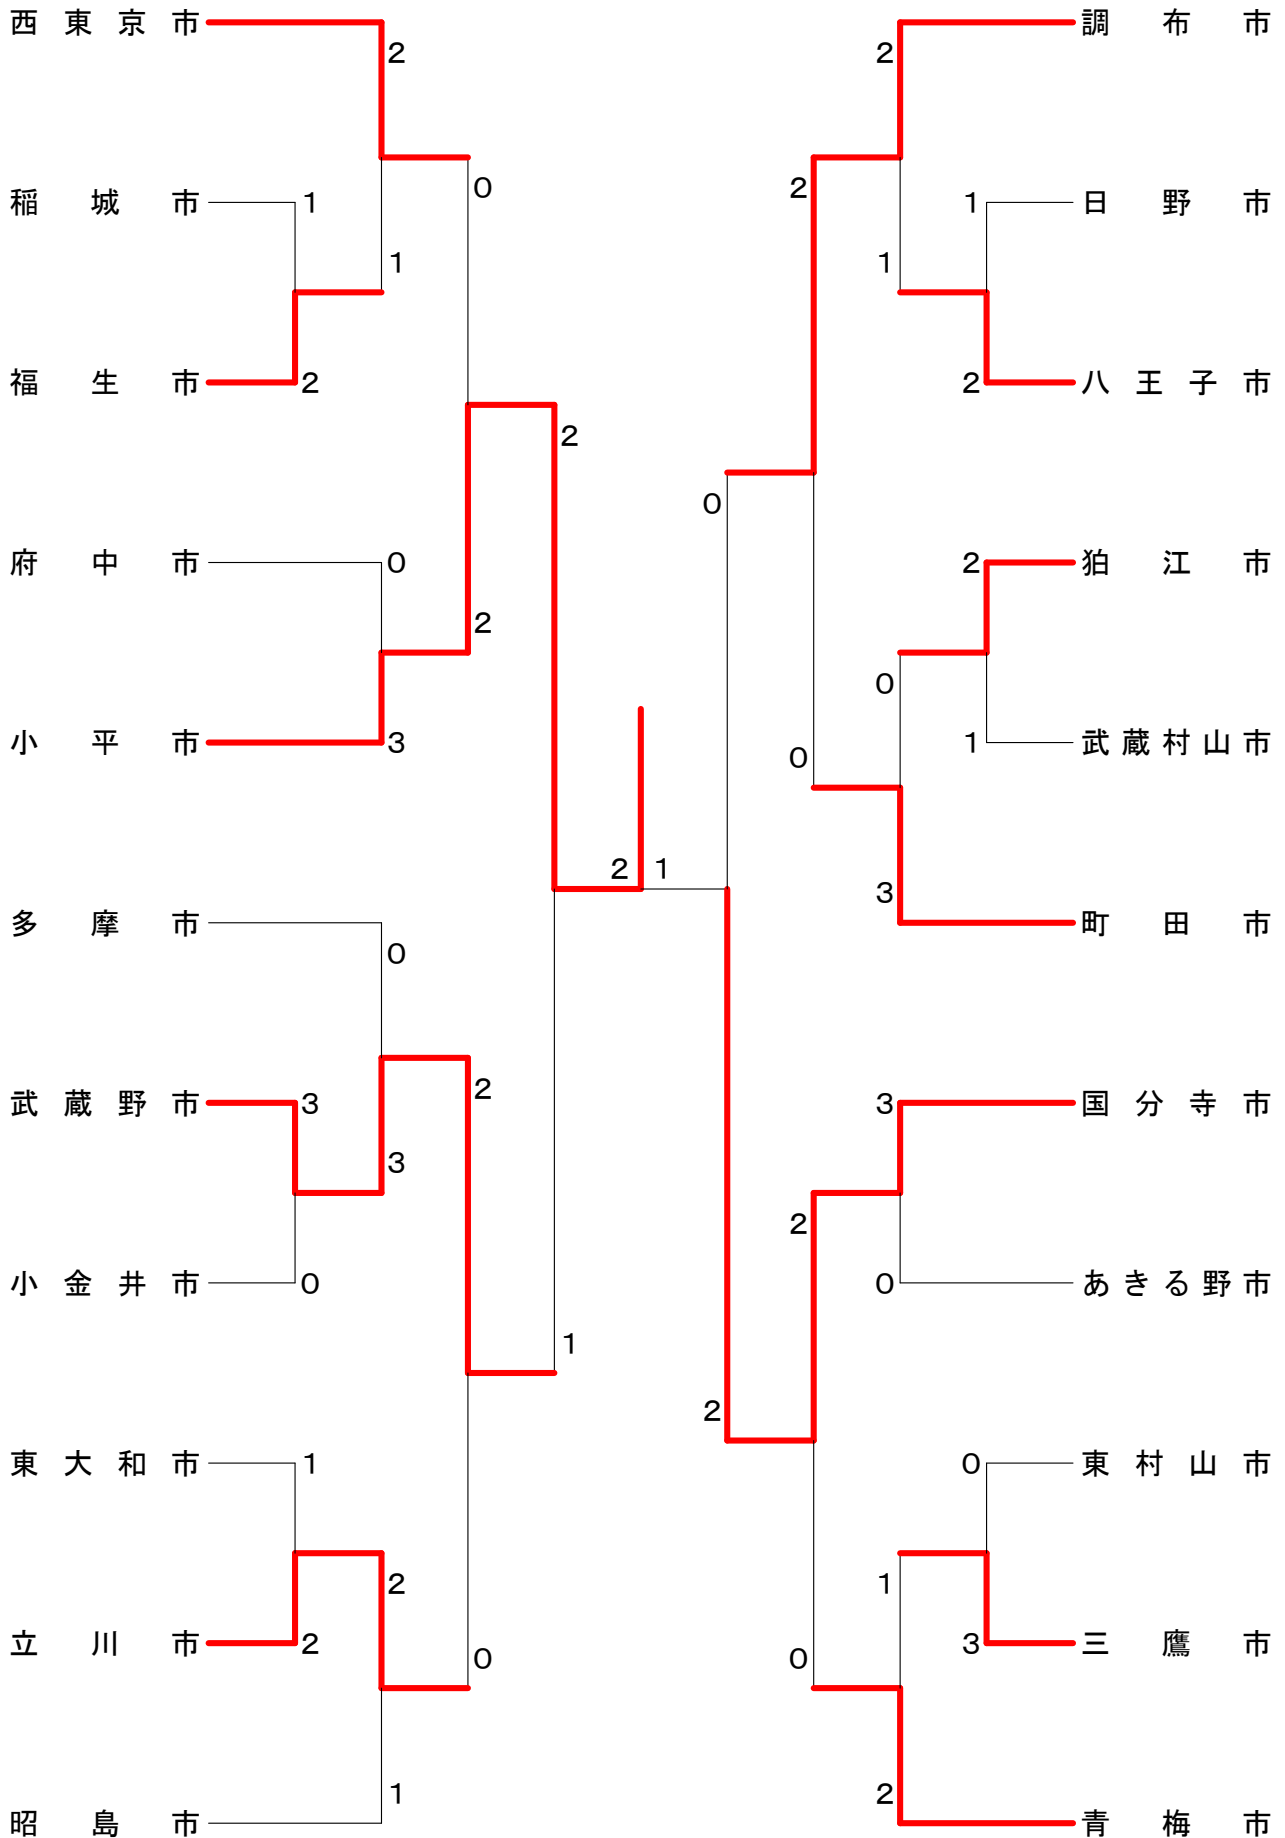 西東京市
2
2
調布市
稲城市
1
0
2
1
日野市
1
1
福生市
2
2
八王子市
2
0
府中市
0
2
狛江市
2
0
小平市
3
0
1
武蔵村山市
2
1
3
多摩市
0
町田市
武蔵野市
3
2
3
国分寺市
3
2
小金井市
0
0
あきる野市
1
2
東大和市
1
0
東村山市
2
1
立川市
2
0
0
3
三鷹市
1
2
昭島市
青梅市